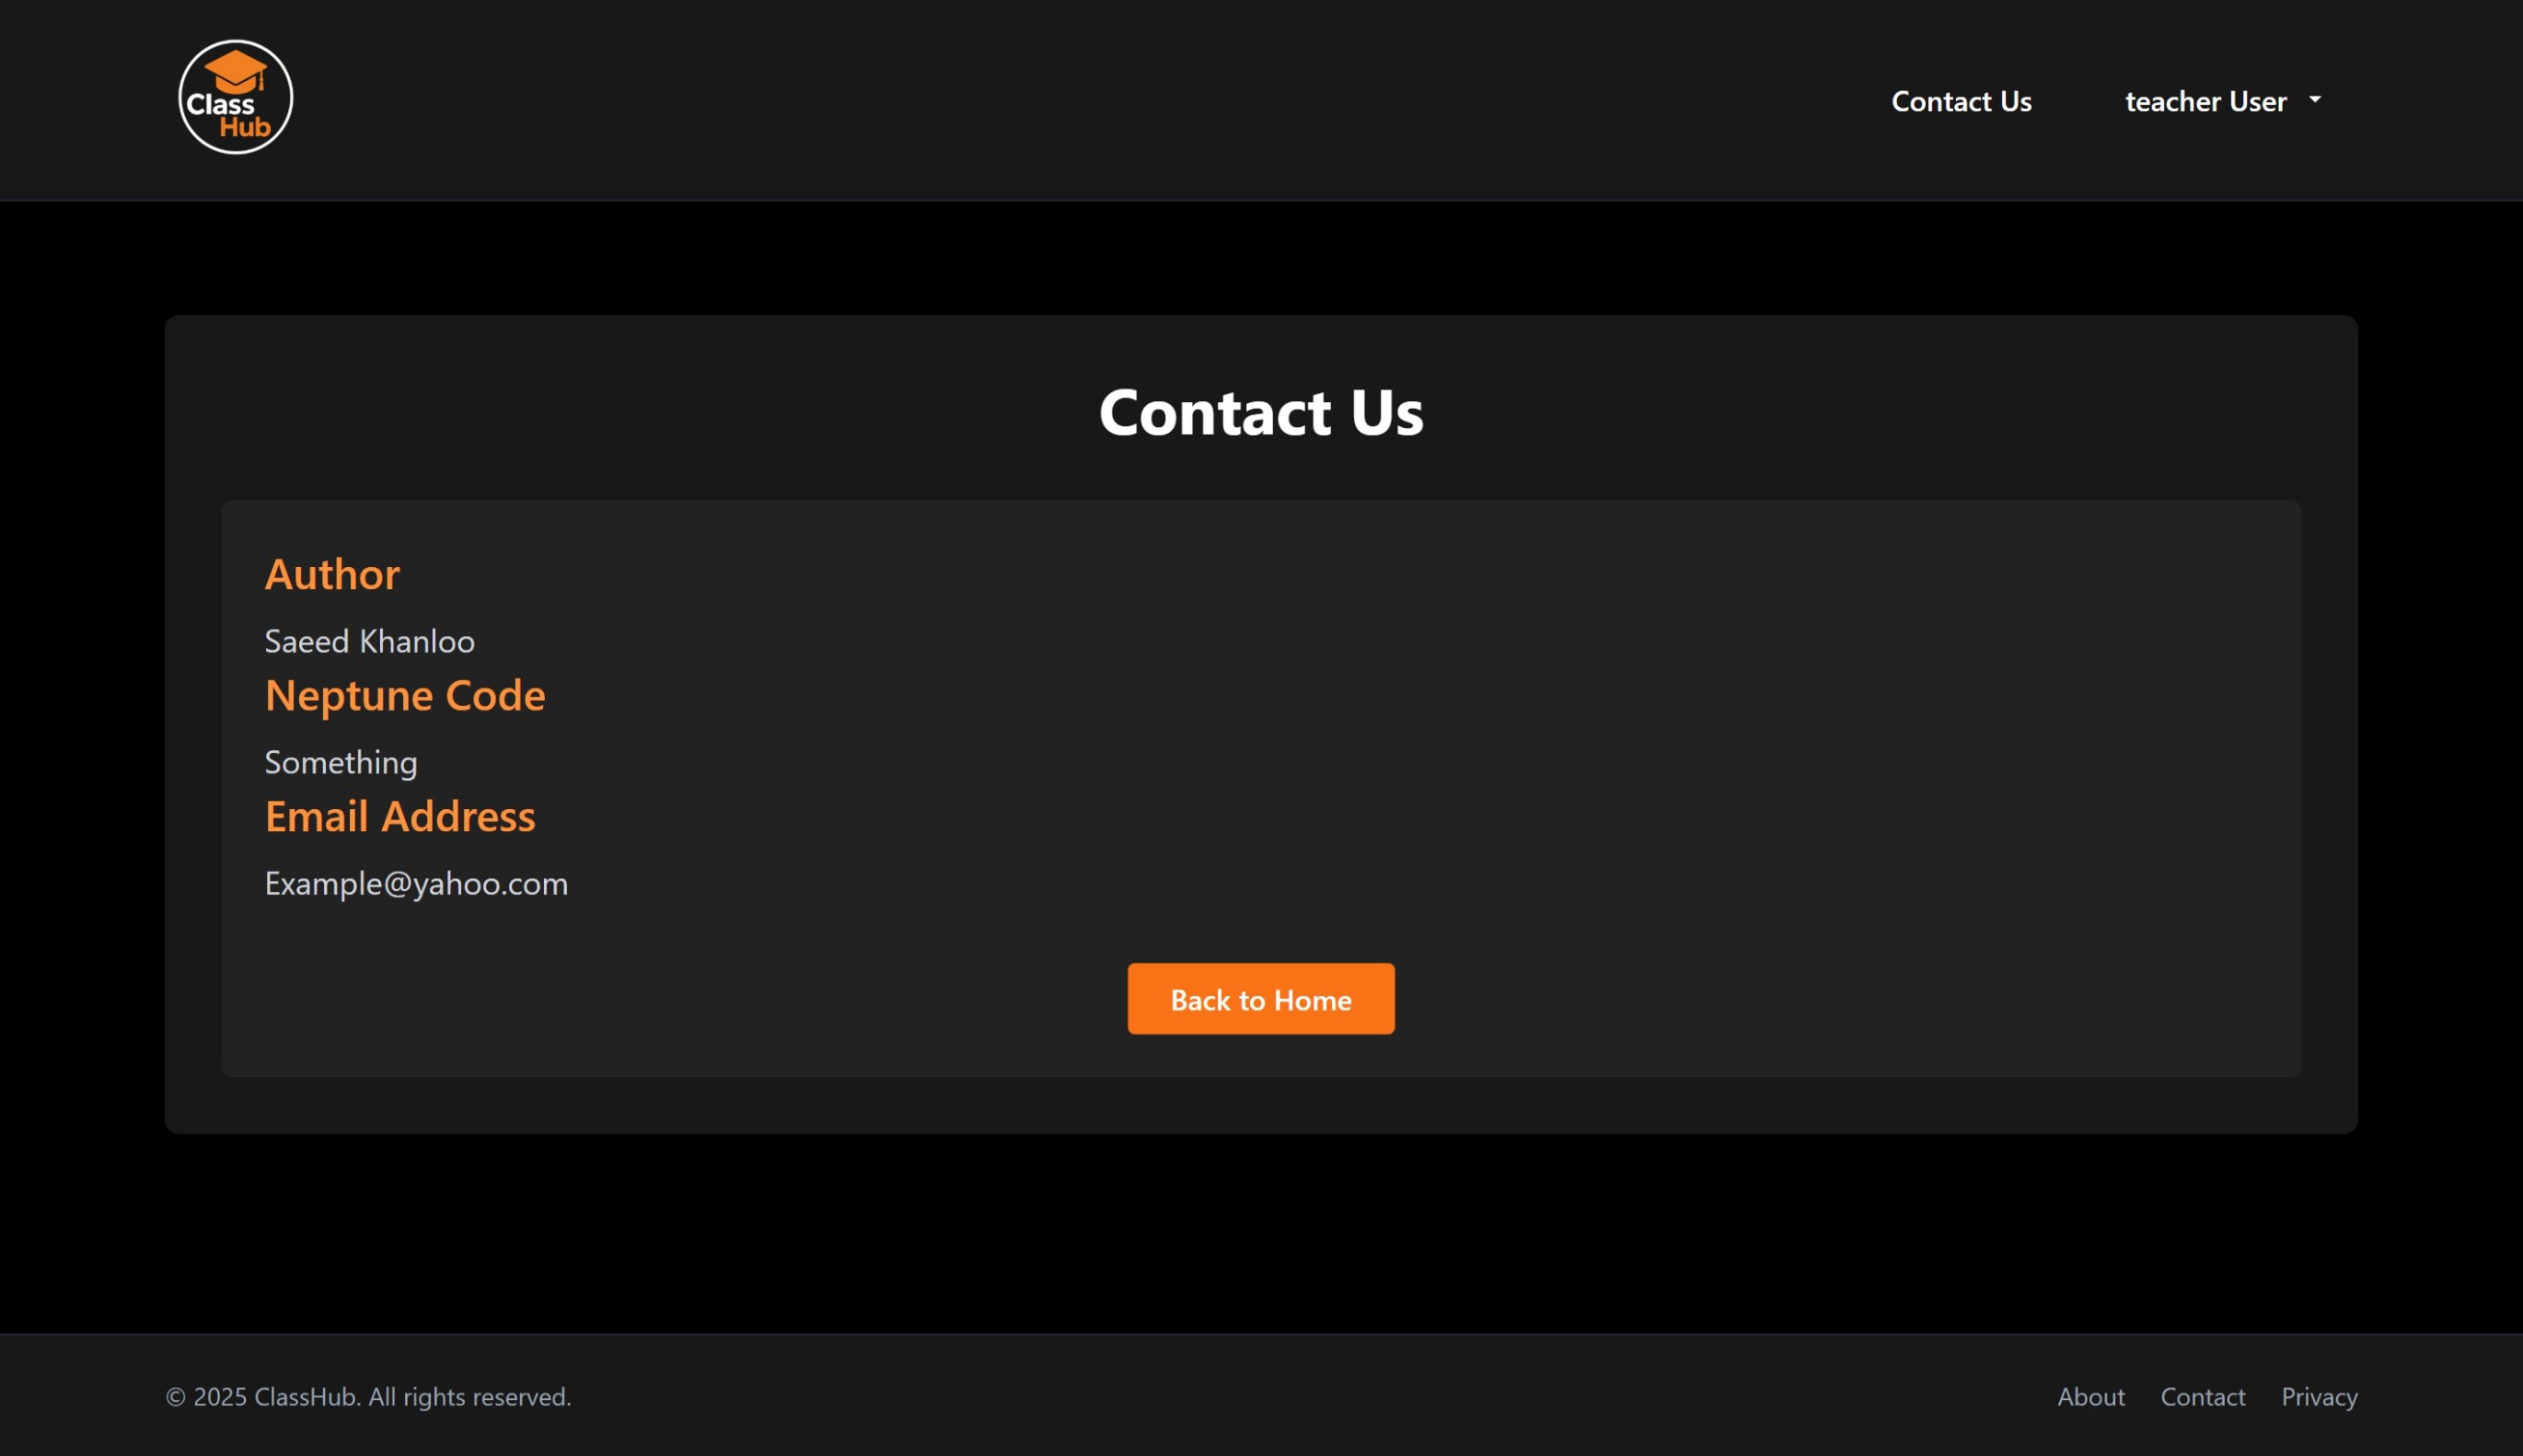 Class
Hub
Contact Us
teacher User
Contact Us
Author
Saeed Khanloo
Neptune Code
Something
Email Address
Example@yahoo.com
Back to Home
© 2025 ClassHub. All rights reserved.
About
Contact
Privacy